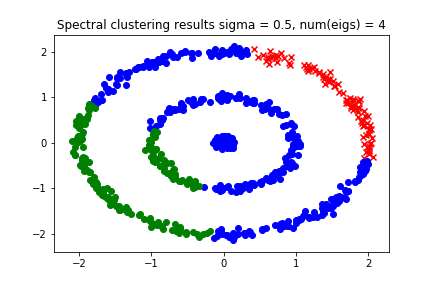 Spectral clustering results sigma = 0.5, num(eigs) = 4
2
1
0
−1
−2
−2 −1 0 1 2